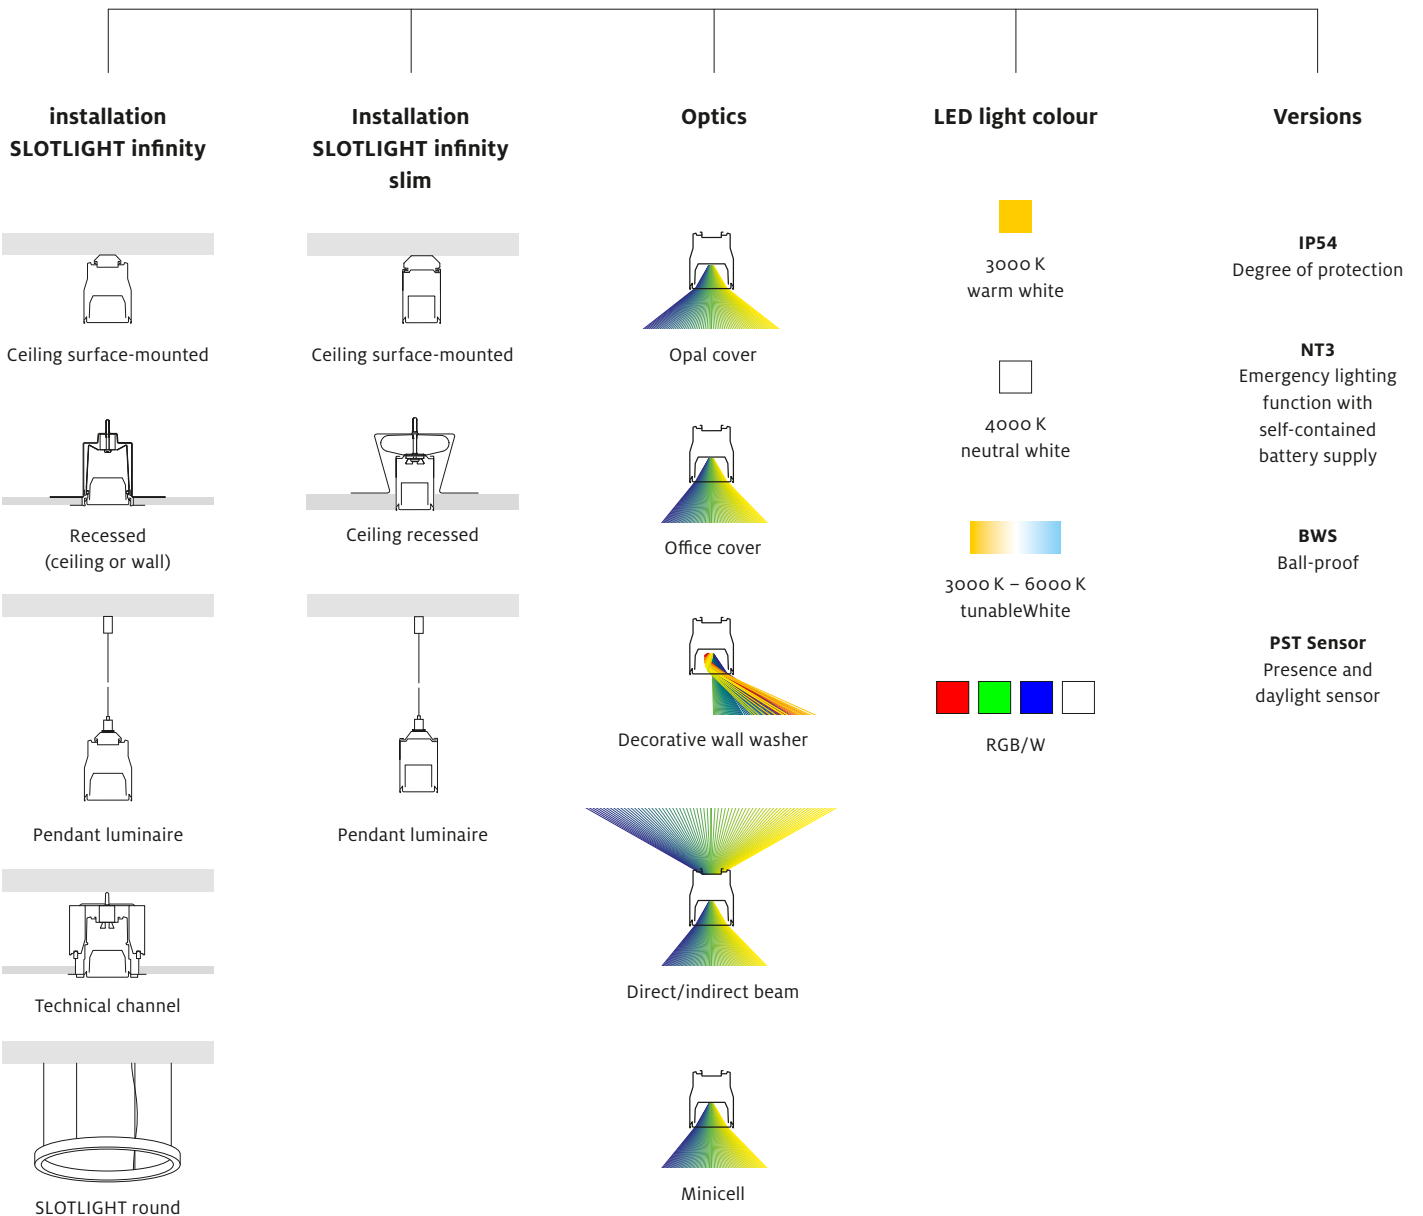 installation
SLOTLIGHT infinity
Ceiling surface-mounted
Recessed
(ceiling or wall)
Pendant luminaire
Technical channel
SLOTLIGHT round
Installation
SLOTLIGHT infinity
slim
Ceiling surface-mounted
Ceiling recessed
Pendant luminaire
Optics
Opal cover
Office cover
Decorative wall washer
Direct/indirect beam
Minicell
LED light colour
3000 K
warm white
4000 K
neutral white
3000 K – 6000 K
tunableWhite
RGB/W
Versions
IP54
Degree of protection
NT3
Emergency lighting
function with
self-contained
battery supply
BWS
Ball-proof
PST Sensor
Presence and
daylight sensor